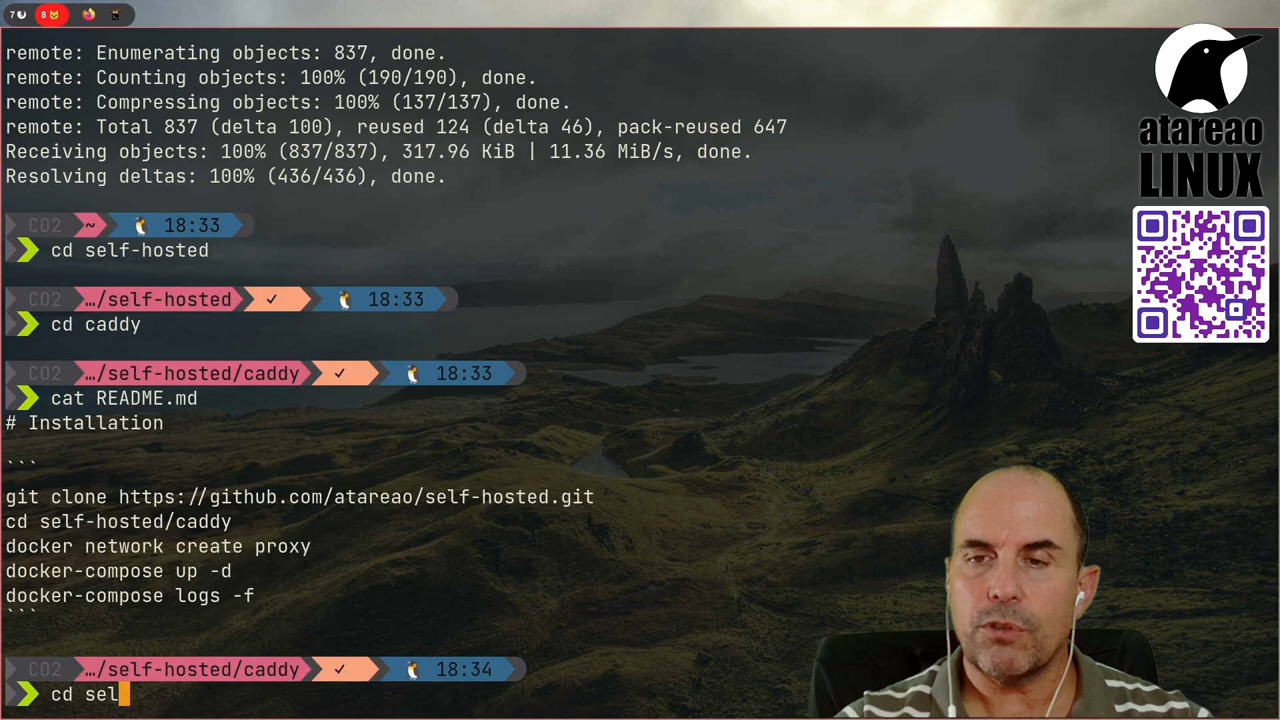 7
8
remote: Enumerating objects: 837, done.
remote: Counting objects: 100% (190/190), done.
remote: Compressing objects: 100% (137/137), done.
remote: Total 837 (delta 100), reused 124 (delta 46), pack-reused 647
Receiving objects: 100% (837/837), 317.96 KiB | 11.36 MiB/s, done.
Resolving deltas: 100% (436/436), done.
CO2 ~ 18:33
cd self-hosted
CO2 …/self-hosted ✓ 18:33
cd caddy
CO2 …/self-hosted/caddy ✓ 18:33
cat README.md
# Installation
```
git clone https://github.com/atareao/self-hosted.git
cd self-hosted/caddy
docker network create proxy
docker-compose up -d
docker-compose logs -f
```
CO2 …/self-hosted/caddy ✓ 18:34
cd sel
atareao
LINUX